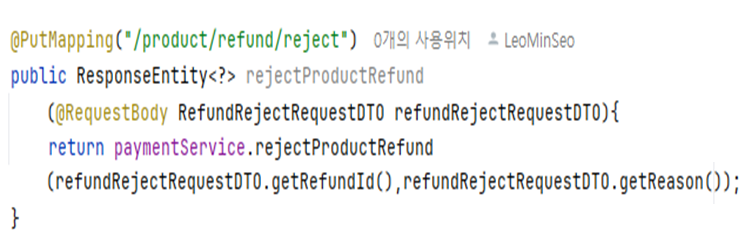 @PutMapping("/product/refund/reject") 0개의 사용위치 LeoMinSeo
public ResponseEntity<?> rejectProductRefund
(@RequestBody RefundRejectRequestDTO refundRejectRequestDTO){
return paymentService.rejectProductRefund
(refundRejectRequestDTO.getRefundId(),refundRejectRequestDTO.getReason());
}